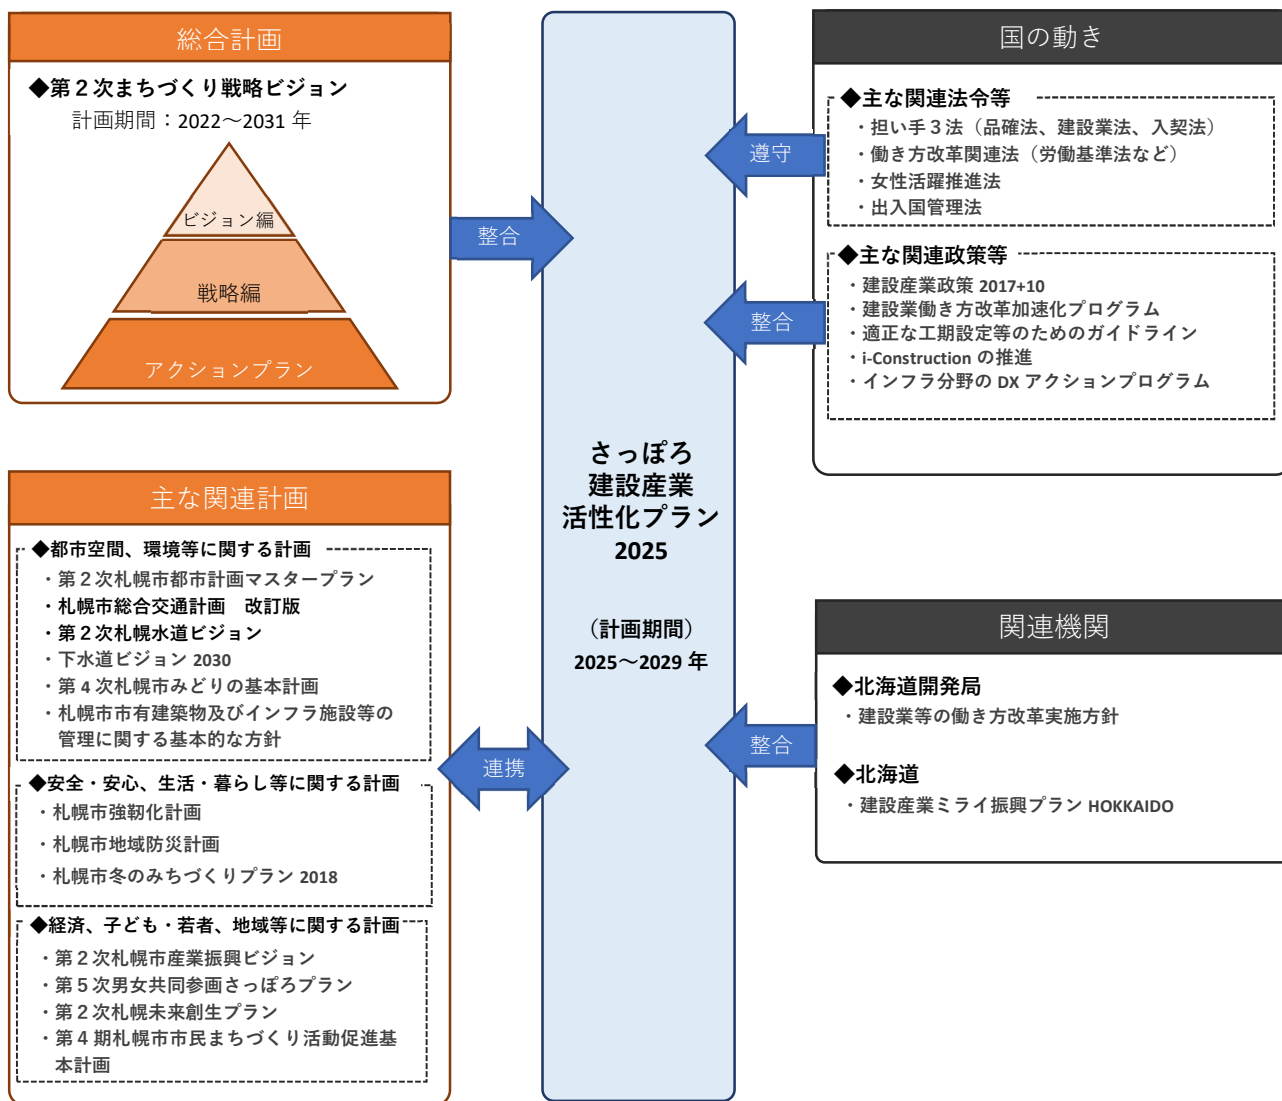 総合計画
◆第２次まちづくり戦略ビジョン
計画期間：2022～2031 年
ビジョン編
戦略編
アクションプラン
整合
主な関連計画
◆都市空間、環境等に関する計画
・第２次札幌市都市計画マスタープラン
・札幌市総合交通計画　改訂版
・第２次札幌水道ビジョン
・下水道ビジョン 2030
・第４次札幌市みどりの基本計画
・札幌市市有建築物及びインフラ施設等の
管理に関する基本的な方針
◆安全・安心、生活・暮らし等に関する計画
・札幌市強靭化計画
・札幌市地域防災計画
・札幌市冬のみちづくりプラン 2018
◆経済、子ども・若者、地域等に関する計画
・第２次札幌市産業振興ビジョン
・第５次男女共同参画さっぽろプラン
・第２次札幌未来創生プラン
・第４期札幌市市民まちづくり活動促進基
本計画
連携
さっぽろ
建設産業
活性化プラン
2025
（計画期間）
2025～2029 年
国の動き
◆主な関連法令等
・担い手３法（品確法、建設業法、入契法）
・働き方改革関連法（労働基準法など）
・女性活躍推進法
・出入国管理法
遵守
◆主な関連政策等
・建設産業政策 2017+10
・建設業働き方改革加速化プログラム
・適正な工期設定等のためのガイドライン
・i-Construction の推進
・インフラ分野の DX アクションプログラム
整合
関連機関
◆北海道開発局
・建設業等の働き方改革実施方針
◆北海道
・建設産業ミライ振興プラン HOKKAIDO
整合